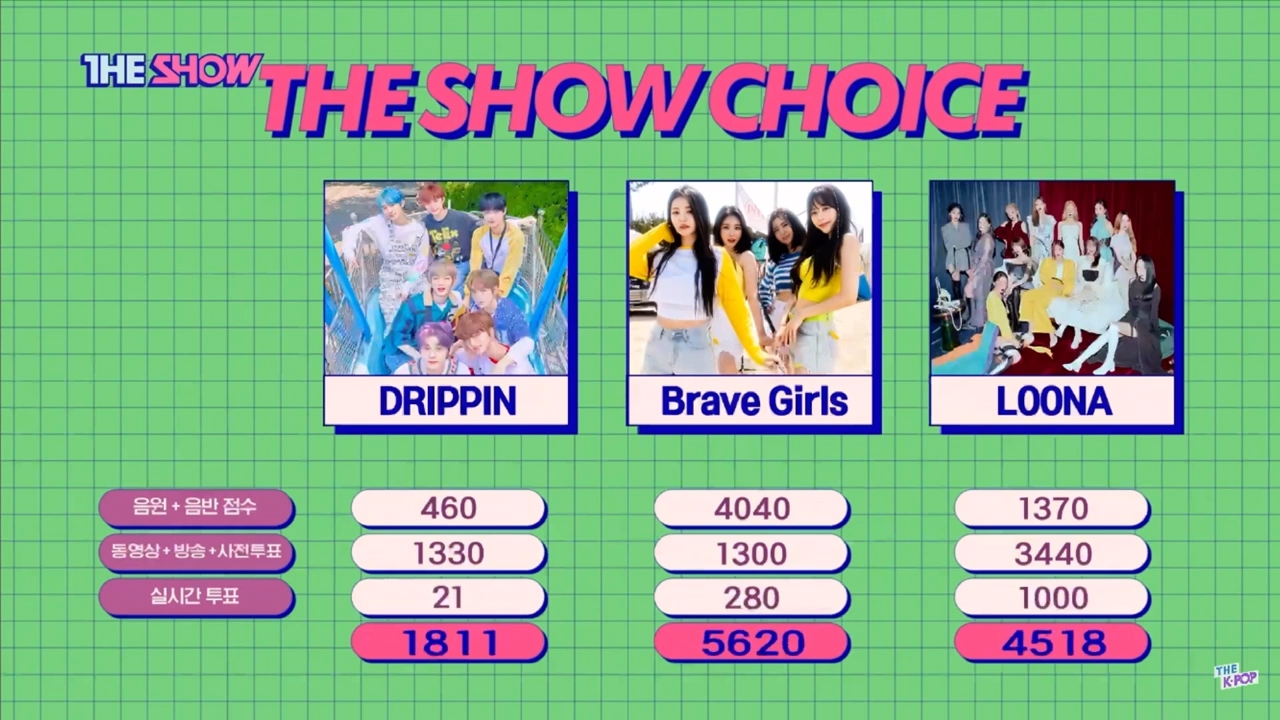 THE SHOW
THE SHOW CHOICE
DRIPPIN
Brave Girls
LOONA
음원 + 음반 점수 460 4040 1370
동영상 + 방송 + 사전투표 1330 1300 3440
실시간 투표 21 280 1000
1811 5620 4518
THE
K-POP